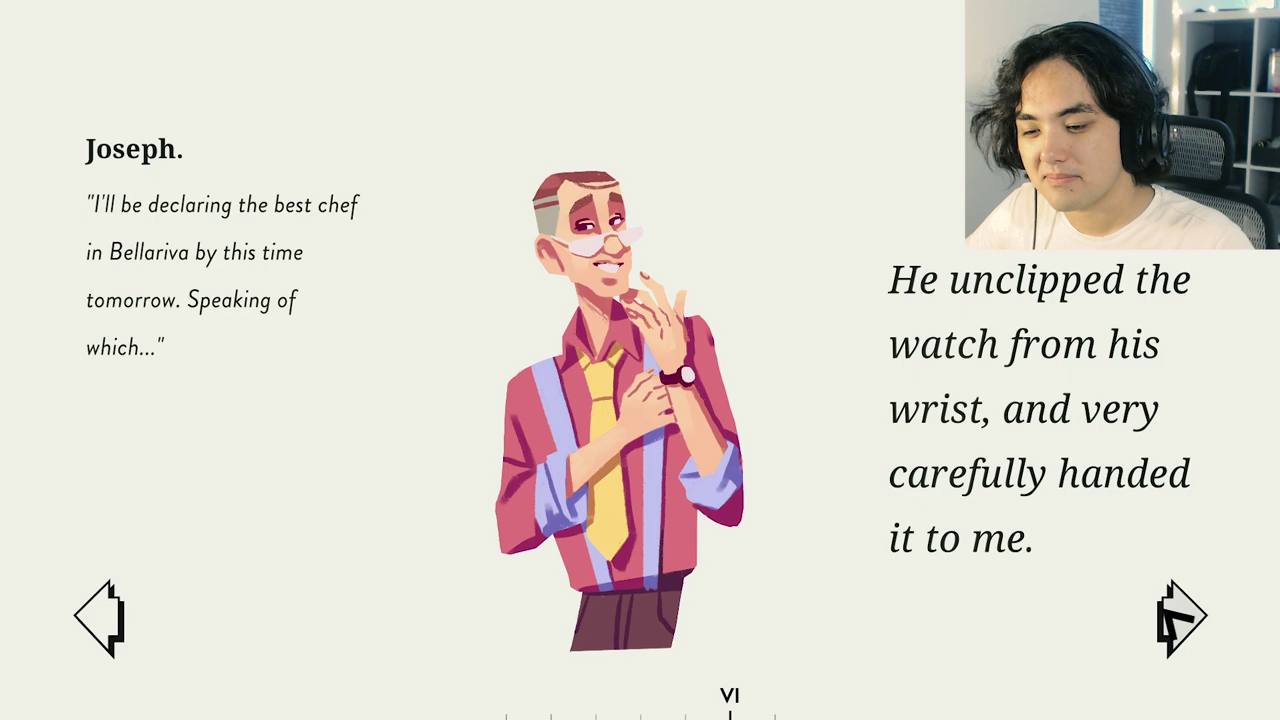 Joseph.
"I'll be declaring the best chef
in Bellariva by this time
tomorrow. Speaking of
which..."
He unclipped the
watch from his
wrist, and very
carefully handed
it to me.
VI